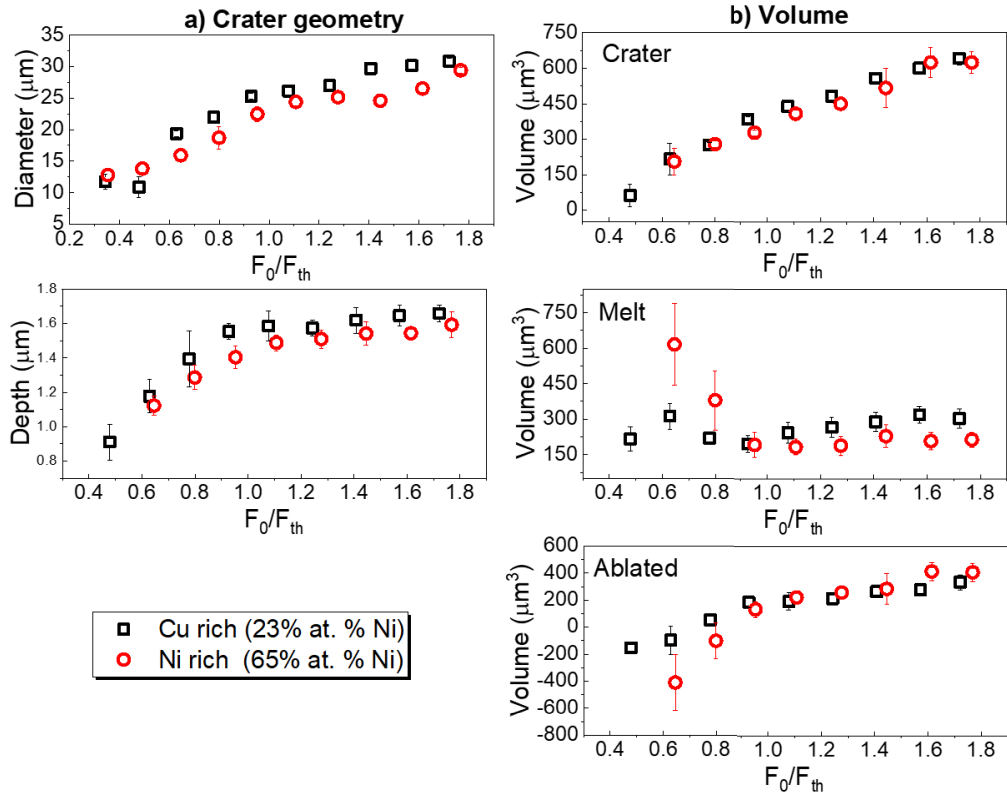 a) Crater geometry
Diameter (μm)
35
30
25
20
15
10
5
0.2 0.4 0.6 0.8 1.0 1.2 1.4 1.6 1.8
F₀/Fₜₕ
Depth (μm)
1.8
1.6
1.4
1.2
1.0
0.8
0.4 0.6 0.8 1.0 1.2 1.4 1.6 1.8
F₀/Fₜₕ
Cu rich (23% at. % Ni)
Ni rich (65% at. % Ni)
b) Volume
Crater
Volume (μm³)
750
600
450
300
150
0
0.4 0.6 0.8 1.0 1.2 1.4 1.6 1.8
F₀/Fₜₕ
Melt
Volume (μm³)
750
600
450
300
150
0.4 0.6 0.8 1.0 1.2 1.4 1.6 1.8
F₀/Fₜₕ
Ablated
Volume (μm³)
600
400
200
0
-200
-400
-600
-800
0.4 0.6 0.8 1.0 1.2 1.4 1.6 1.8
F₀/Fₜₕ